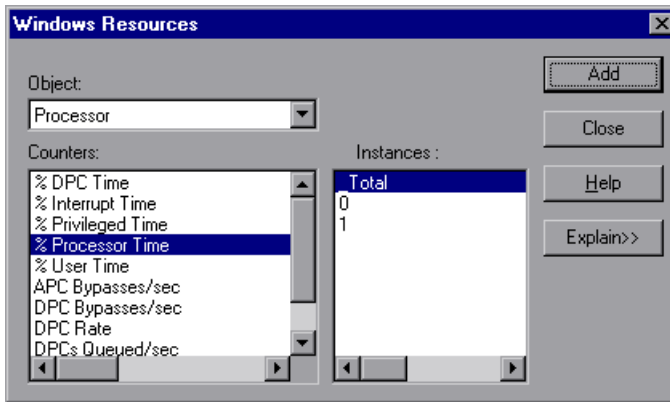 Windows Resources
Object:
Processor
Counters:
% DPC Time
% Interrupt Time
% Privileged Time
% Processor Time
% User Time
APC Bypasses/sec
DPC Bypasses/sec
DPC Rate
DPCs Queued/sec
Instances :
_Total
0
1
Add
Close
Help
Explain>>